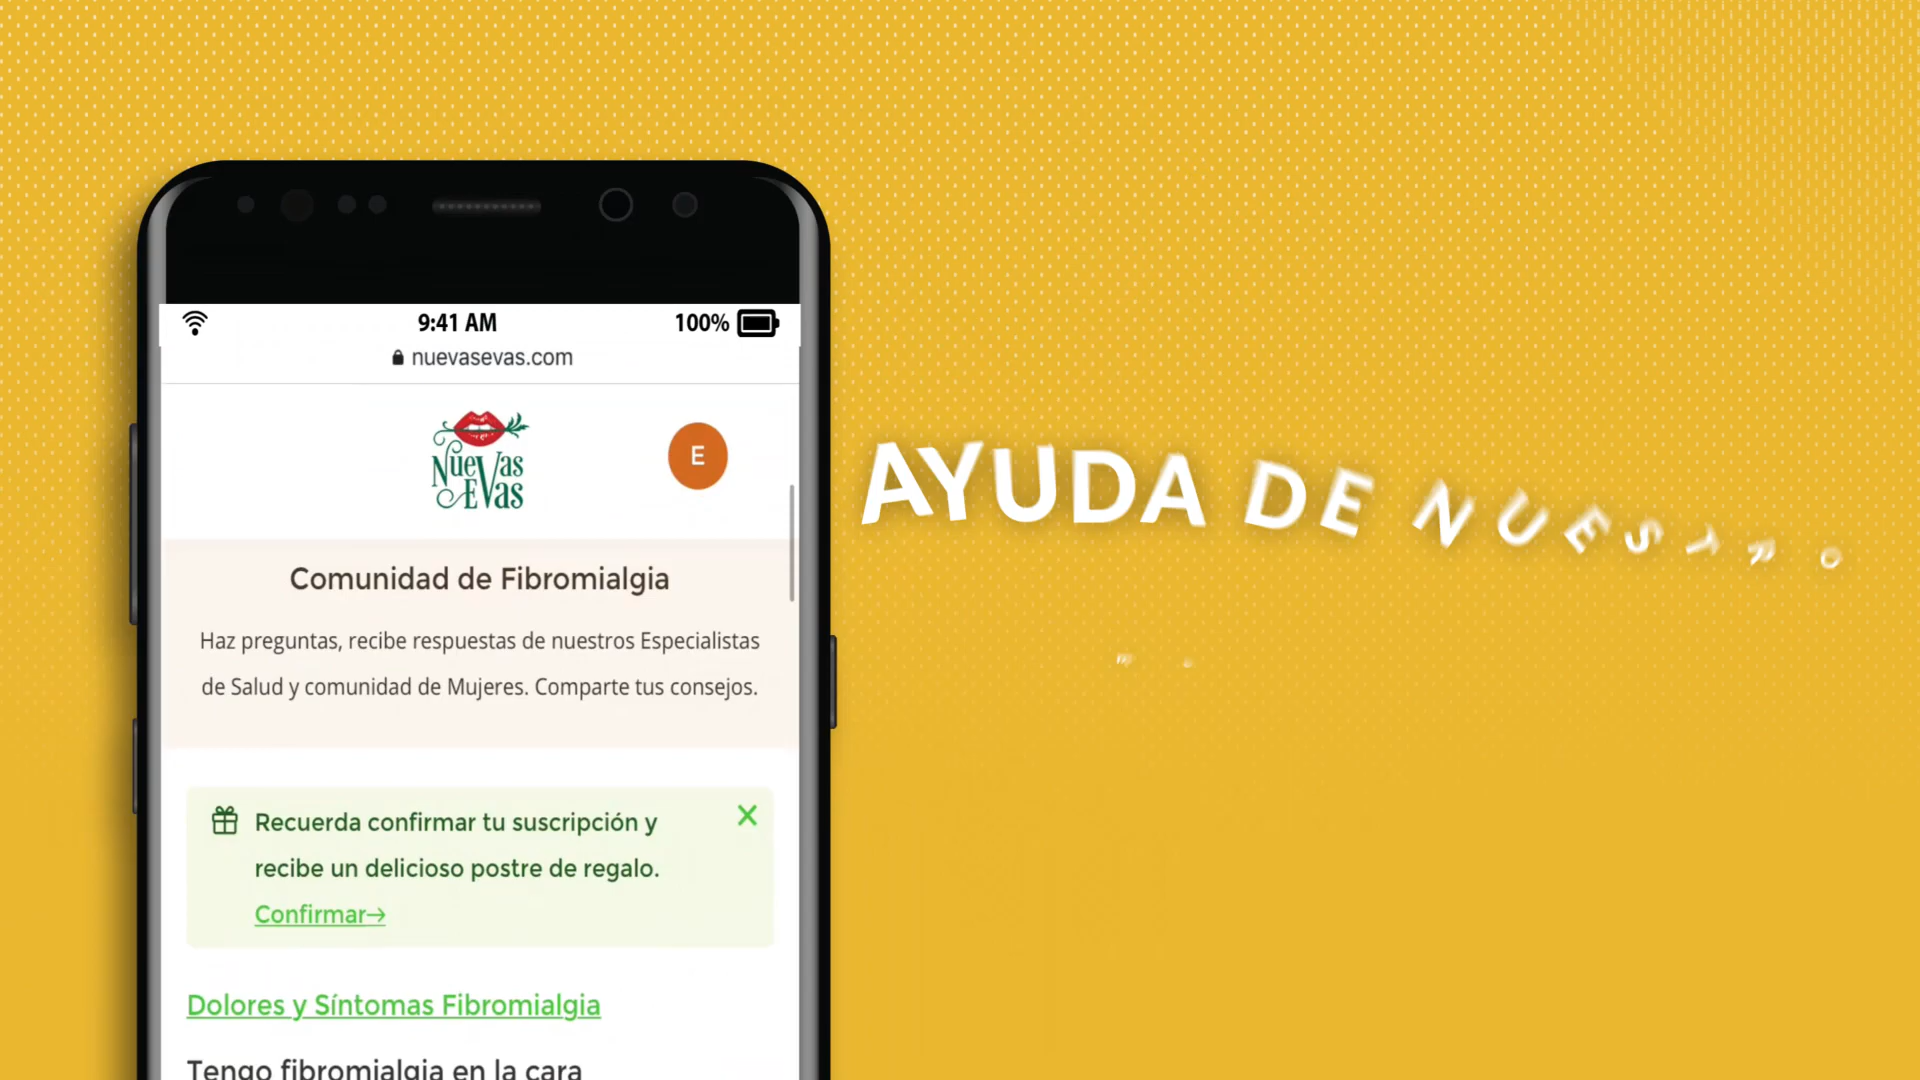 9:41 AM
100%
nuevasevas.com
NueVas
EVas
E
Comunidad de Fibromialgia
Haz preguntas, recibe respuestas de nuestros Especialistas
de Salud y comunidad de Mujeres. Comparte tus consejos.
Recuerda confirmar tu suscripción y
recibe un delicioso postre de regalo.
Confirmar→
Dolores y Síntomas Fibromialgia
Tengo fibromialgia en la cara
AYUDA DE NUESTRO